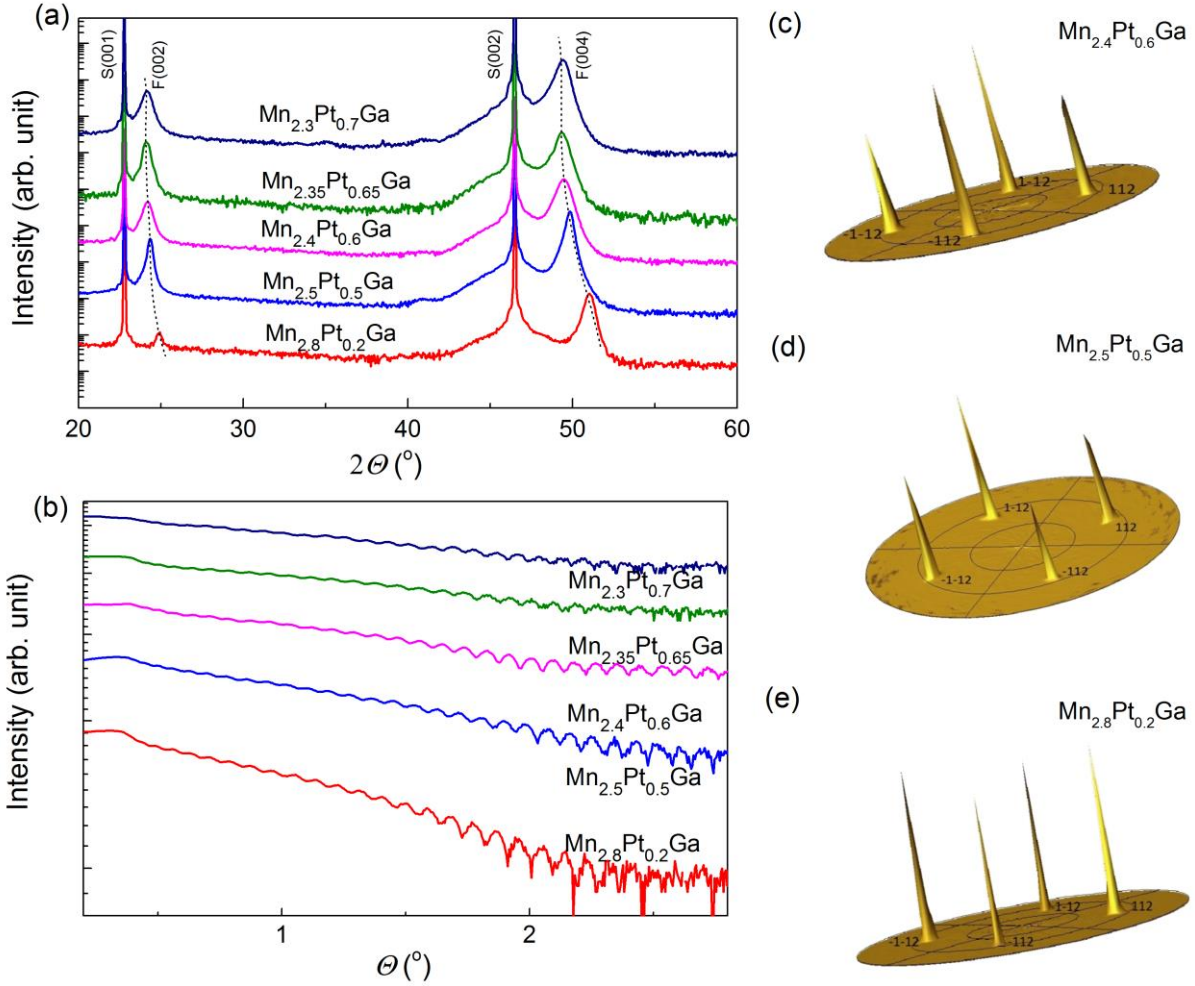 (a)
S(001)
F(002)
S(002)
F(004)
Mn2.3Pt0.7Ga
Mn2.35Pt0.65Ga
Mn2.4Pt0.6Ga
Mn2.5Pt0.5Ga
Mn2.8Pt0.2Ga
Intensity (arb. unit)
20 30 40 50 60
2Θ (°)
(b)
Mn2.3Pt0.7Ga
Mn2.35Pt0.65Ga
Mn2.4Pt0.6Ga
Mn2.5Pt0.5Ga
Mn2.8Pt0.2Ga
Intensity (arb. unit)
1 2
Θ (°)
(c)
Mn2.4Pt0.6Ga
1-12
112
-1-12
-112
(d)
Mn2.5Pt0.5Ga
1-12
112
-1-12
-112
(e)
Mn2.8Pt0.2Ga
1-12
112
-1-12
-112